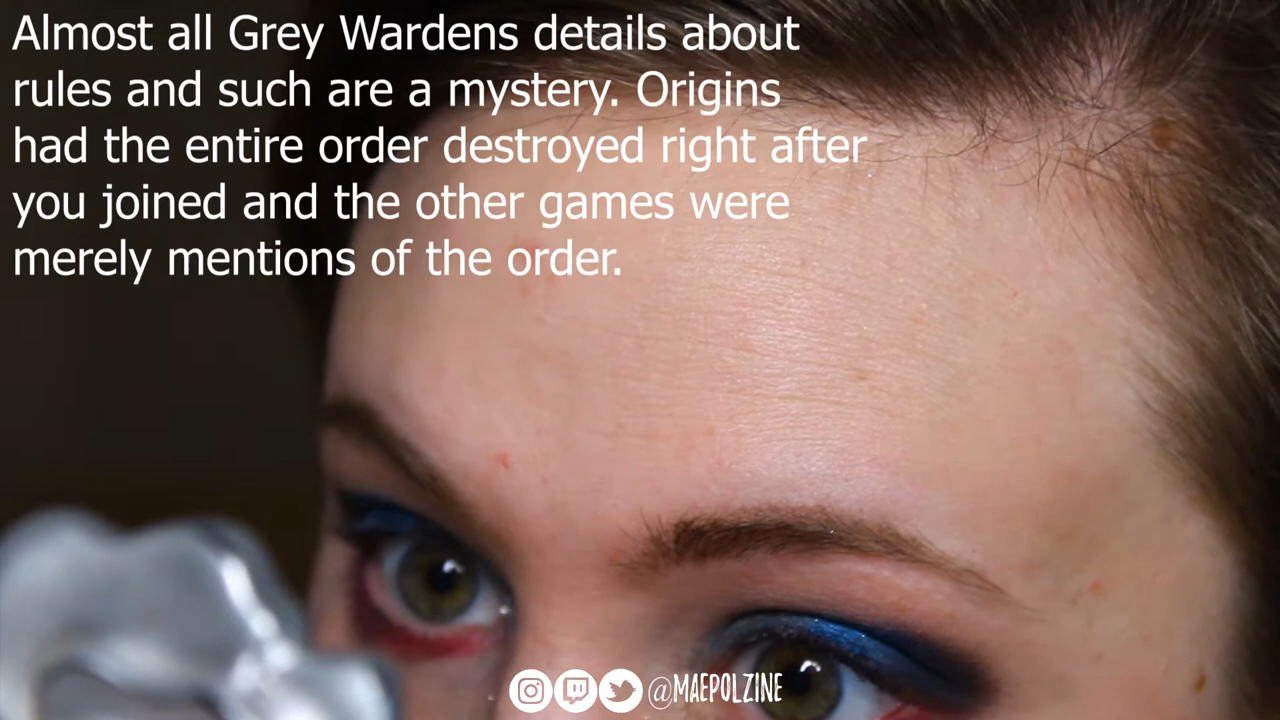 Almost all Grey Wardens details about
rules and such are a mystery. Origins
had the entire order destroyed right after
you joined and the other games were
merely mentions of the order.
@MAEPOLZINE